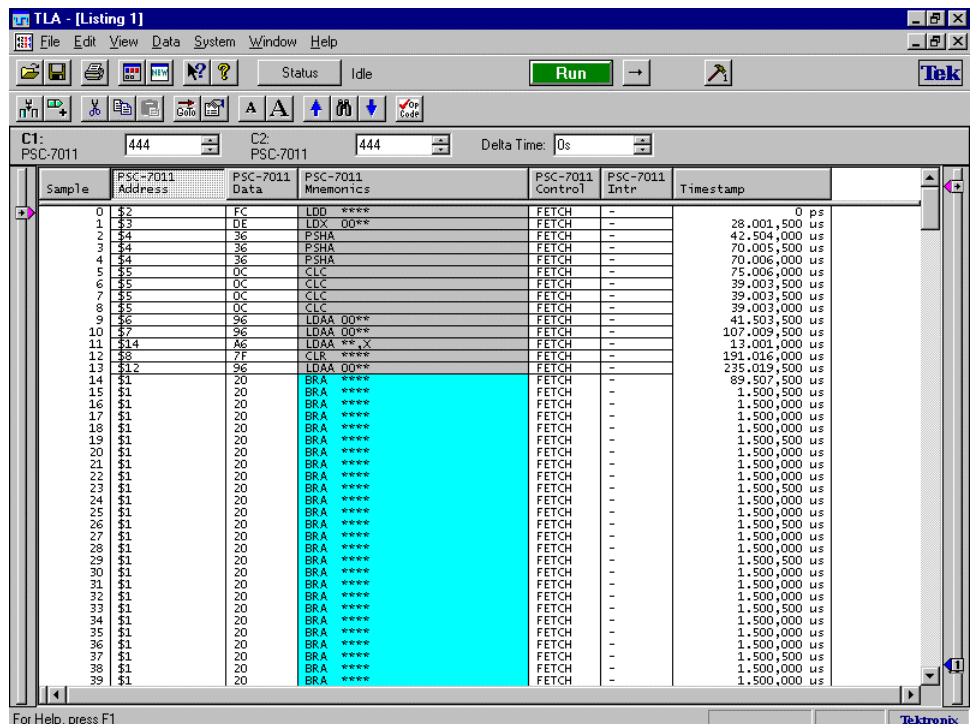 TLA - [Listing 1]
File Edit View Data System Window Help
NEW Status Idle Run Tek
Goto A A Op Code
C1: 444 C2: 444 Delta Time: 0s
PSC-7011 PSC-7011
Sample PSC-7011 Address PSC-7011 Data PSC-7011 Mnemonics PSC-7011 Control PSC-7011 Intr Timestamp
0 $2 FC LDD **** FETCH - 0 ps
1 $3 DE LDX 00** FETCH - 28.001,500 us
2 $4 36 PSHA FETCH - 42.504,000 us
3 $4 36 PSHA FETCH - 70.005,500 us
4 $4 36 PSHA FETCH - 70.006,000 us
5 $5 0C CLC FETCH - 75.006,000 us
6 $5 0C CLC FETCH - 39.003,500 us
7 $5 0C CLC FETCH - 39.003,500 us
8 $5 0C CLC FETCH - 39.003,000 us
9 $6 96 LDAA 00** FETCH - 41.503,500 us
10 $7 96 LDAA 00** FETCH - 107.009,500 us
11 $14 A6 LDAA **,X FETCH - 13.001,000 us
12 $8 7F CLR **** FETCH - 191.016,000 us
13 $12 96 LDAA 00** FETCH - 235.019,500 us
14 $1 20 BRA **** FETCH - 89.507,500 us
15 $1 20 BRA **** FETCH - 1.500,500 us
16 $1 20 BRA **** FETCH - 1.500,000 us
17 $1 20 BRA **** FETCH - 1.500,000 us
18 $1 20 BRA **** FETCH - 1.500,500 us
19 $1 20 BRA **** FETCH - 1.500,500 us
20 $1 20 BRA **** FETCH - 1.500,000 us
21 $1 20 BRA **** FETCH - 1.500,500 us
22 $1 20 BRA **** FETCH - 1.500,000 us
23 $1 20 BRA **** FETCH - 1.500,500 us
24 $1 20 BRA **** FETCH - 1.500,000 us
25 $1 20 BRA **** FETCH - 1.500,000 us
26 $1 20 BRA **** FETCH - 1.500,500 us
27 $1 20 BRA **** FETCH - 1.500,500 us
28 $1 20 BRA **** FETCH - 1.500,000 us
29 $1 20 BRA **** FETCH - 1.500,500 us
30 $1 20 BRA **** FETCH - 1.500,000 us
31 $1 20 BRA **** FETCH - 1.500,000 us
32 $1 20 BRA **** FETCH - 1.500,000 us
33 $1 20 BRA **** FETCH - 1.500,500 us
34 $1 20 BRA **** FETCH - 1.500,000 us
35 $1 20 BRA **** FETCH - 1.500,500 us
36 $1 20 BRA **** FETCH - 1.500,000 us
37 $1 20 BRA **** FETCH - 1.500,500 us
38 $1 20 BRA **** FETCH - 1.500,000 us
39 $1 20 BRA **** FETCH - 1.500,000 us
1
For Help, press F1 Tektronix